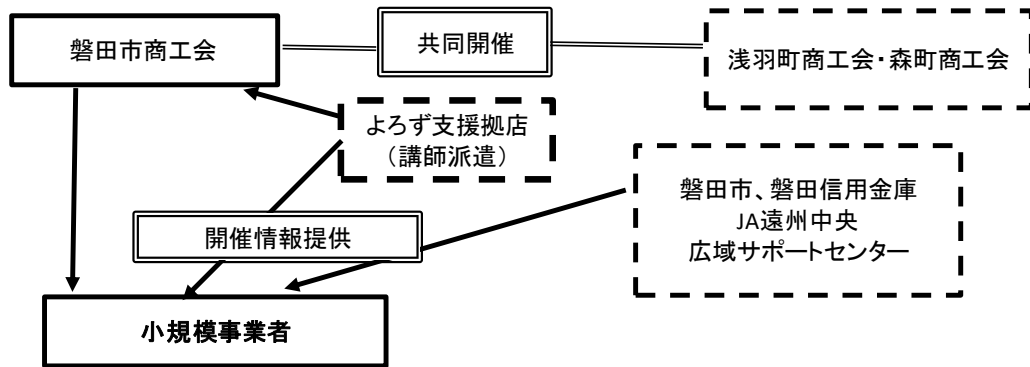 磐田市商工会
共同開催
浅羽町商工会・森町商工会
よろず支援拠店
（講師派遣）
磐田市、磐田信用金庫
JA遠州中央
広域サポートセンター
開催情報提供
小規模事業者